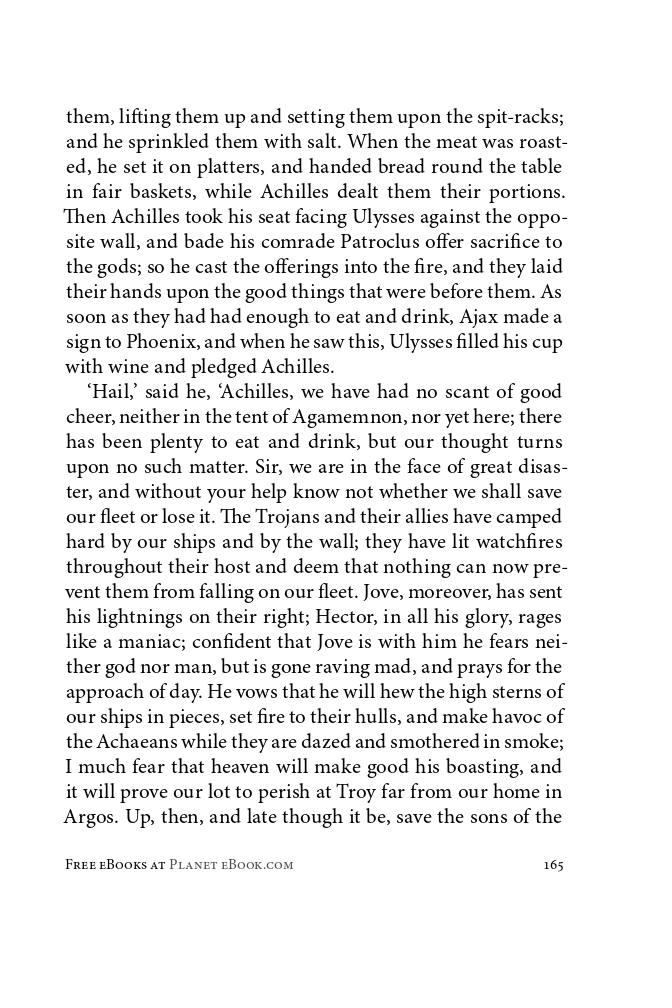 them, lifting them up and setting them upon the spit-racks;
and he sprinkled them with salt. When the meat was roast-
ed, he set it on platters, and handed bread round the table
in fair baskets, while Achilles dealt them their portions.
Then Achilles took his seat facing Ulysses against the oppo-
site wall, and bade his comrade Patroclus offer sacrifice to
the gods; so he cast the offerings into the fire, and they laid
their hands upon the good things that were before them. As
soon as they had had enough to eat and drink, Ajax made a
sign to Phoenix, and when he saw this, Ulysses filled his cup
with wine and pledged Achilles.
‘Hail,’ said he, ‘Achilles, we have had no scant of good
cheer, neither in the tent of Agamemnon, nor yet here; there
has been plenty to eat and drink, but our thought turns
upon no such matter. Sir, we are in the face of great disas-
ter, and without your help know not whether we shall save
our fleet or lose it. The Trojans and their allies have camped
hard by our ships and by the wall; they have lit watchfires
throughout their host and deem that nothing can now pre-
vent them from falling on our fleet. Jove, moreover, has sent
his lightnings on their right; Hector, in all his glory, rages
like a maniac; confident that Jove is with him he fears nei-
ther god nor man, but is gone raving mad, and prays for the
approach of day. He vows that he will hew the high sterns of
our ships in pieces, set fire to their hulls, and make havoc of
the Achaeans while they are dazed and smothered in smoke;
I much fear that heaven will make good his boasting, and
it will prove our lot to perish at Troy far from our home in
Argos. Up, then, and late though it be, save the sons of the
Free eBooks at Planet eBook.com 165